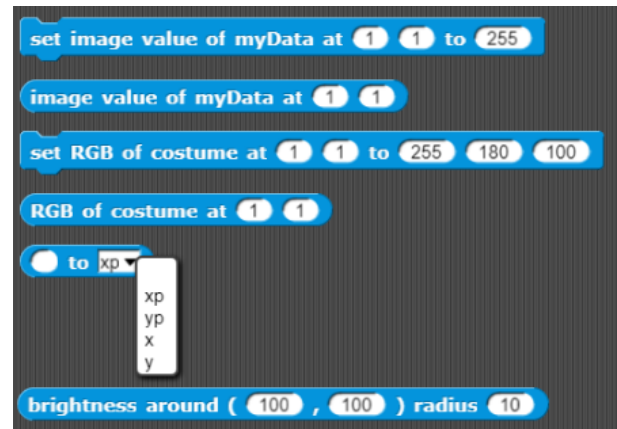 set image value of myData at 1 1 to 255
image value of myData at 1 1
set RGB of costume at 1 1 to 255 180 100
RGB of costume at 1 1
to xp
xp
yp
x
y
brightness around ( 100 , 100 ) radius 10